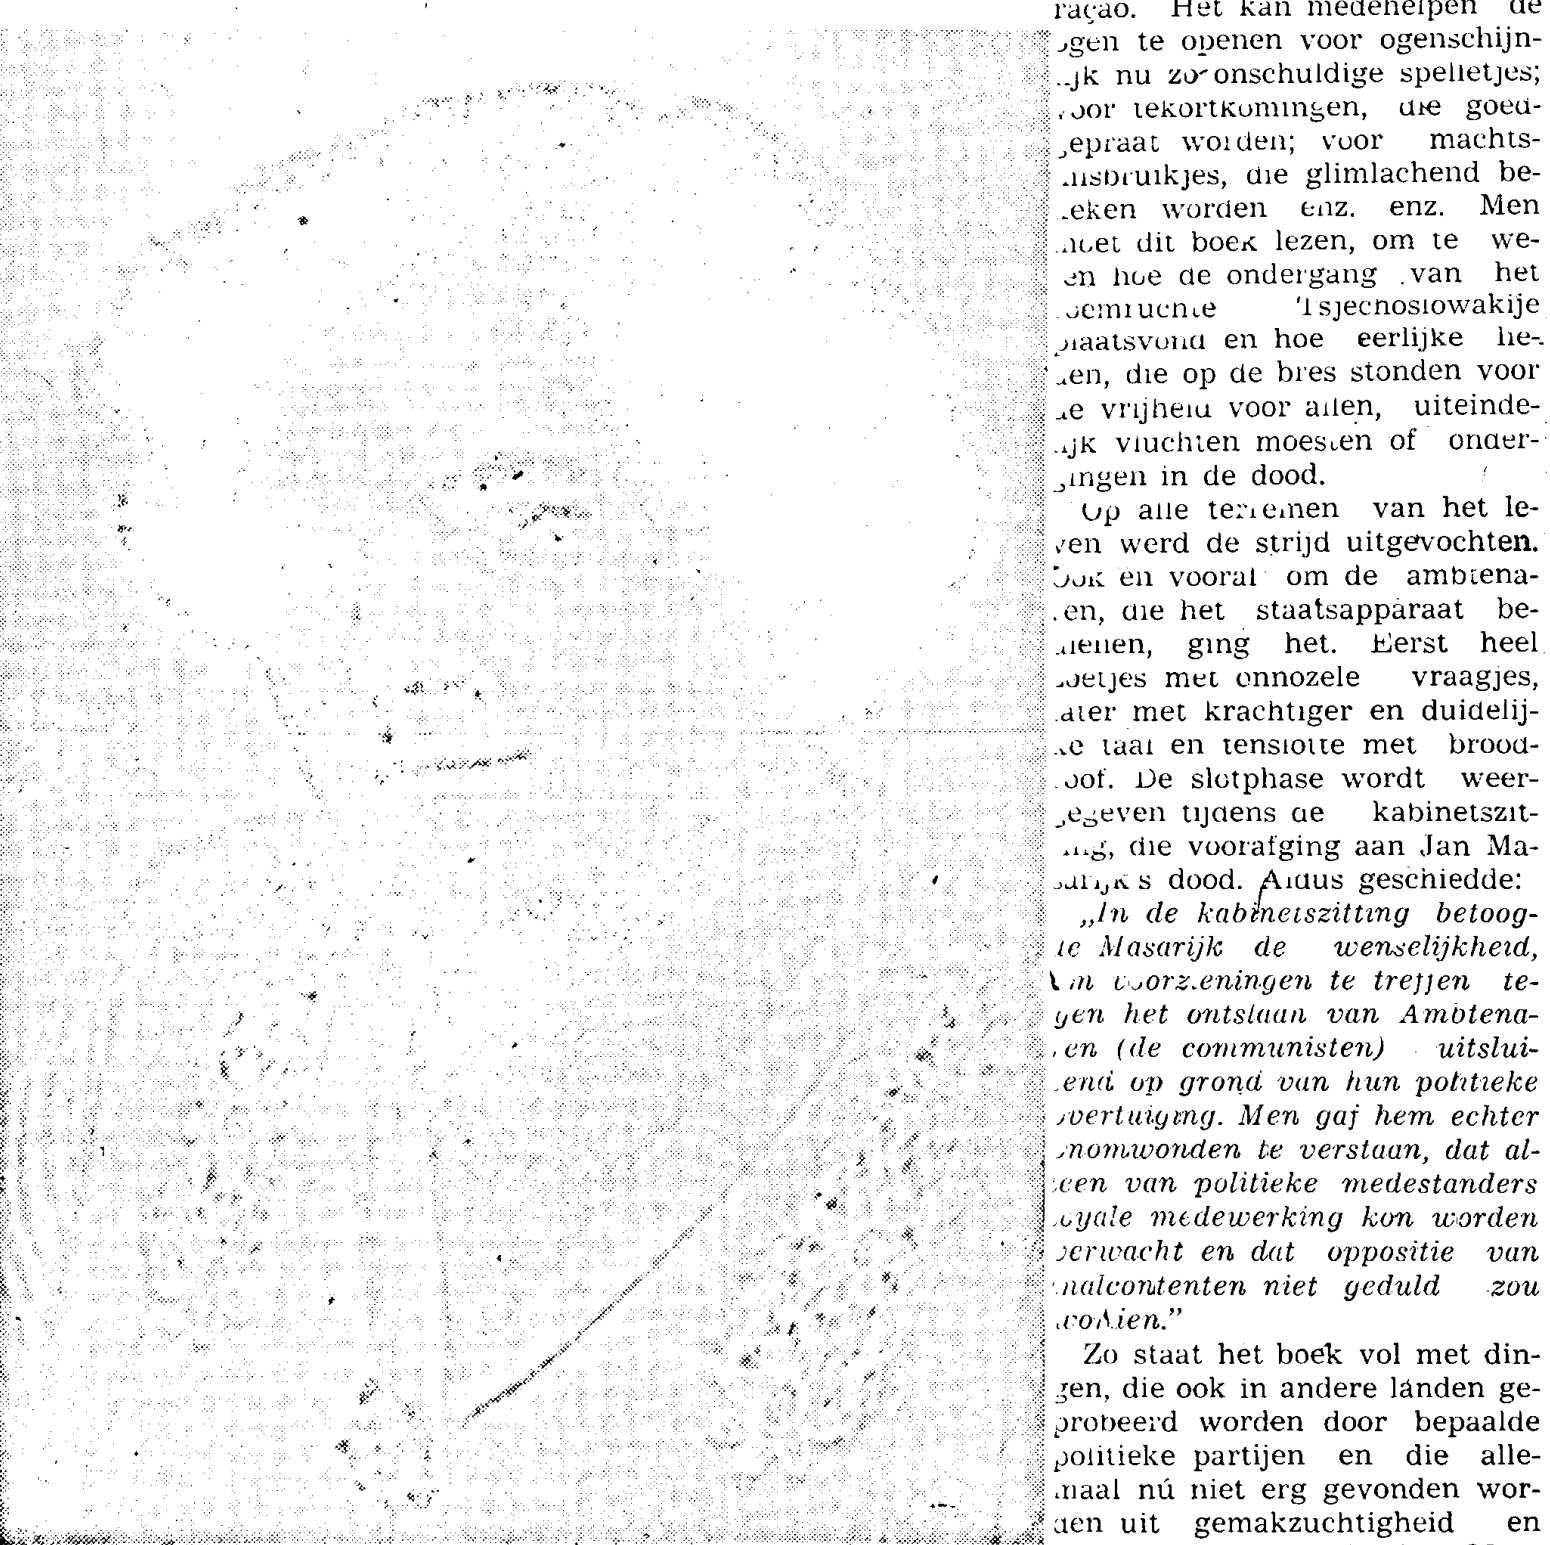 raçao. Het kan medehelpen de
ogen te openen voor ogenschijn-
lijk nu zo onschuldige spelletjes;
voor tekortkomingen, die goed-
gepraat worden; voor machts-
misbruikjes, die glimlachend be-
keken worden enz. enz. Men
moet dit boek lezen, om te we-
en hoe de ondergang van het
roemruchte Tsjechoslowakije
plaatsvond en hoe eerlijke lie-
den, die op de bres stonden voor
de vrijheid voor allen, uiteinde-
lijk vluchten moesten of onder-
gingen in de dood.
Op alle terreinen van het le-
ven werd de strijd uitgevochten.
Ook en vooral om de ambtena-
ren, die het staatsapparaat be-
dienen, ging het. Eerst heel
zoetjes met onnozele vraagjes,
later met krachtiger en duidelij-
ke taal en tenslotte met brood-
roof. De slotphase wordt weer-
gegeven tijdens de kabinetszit-
ting, die voorafging aan Jan Ma-
sarijk's dood. Aldus geschiedde:
„In de kabinetszitting betoog-
te Masarijk de wenselijkheid,
om voorzieningen te treffen te-
gen het ontslaan van Ambtena-
ren (de communisten) uitslui-
tend op grond van hun politieke
overtuiging. Men gaf hem echter
onomwonden te verstaan, dat al-
leen van politieke medestanders
loyale medewerking kon worden
verwacht en dat oppositie van
malcontenten niet geduld zou
worden.”
Zo staat het boek vol met din-
gen, die ook in andere landen ge-
probeerd worden door bepaalde
politieke partijen en die alle-
maal nú niet erg gevonden wor-
den uit gemakzuchtigheid en